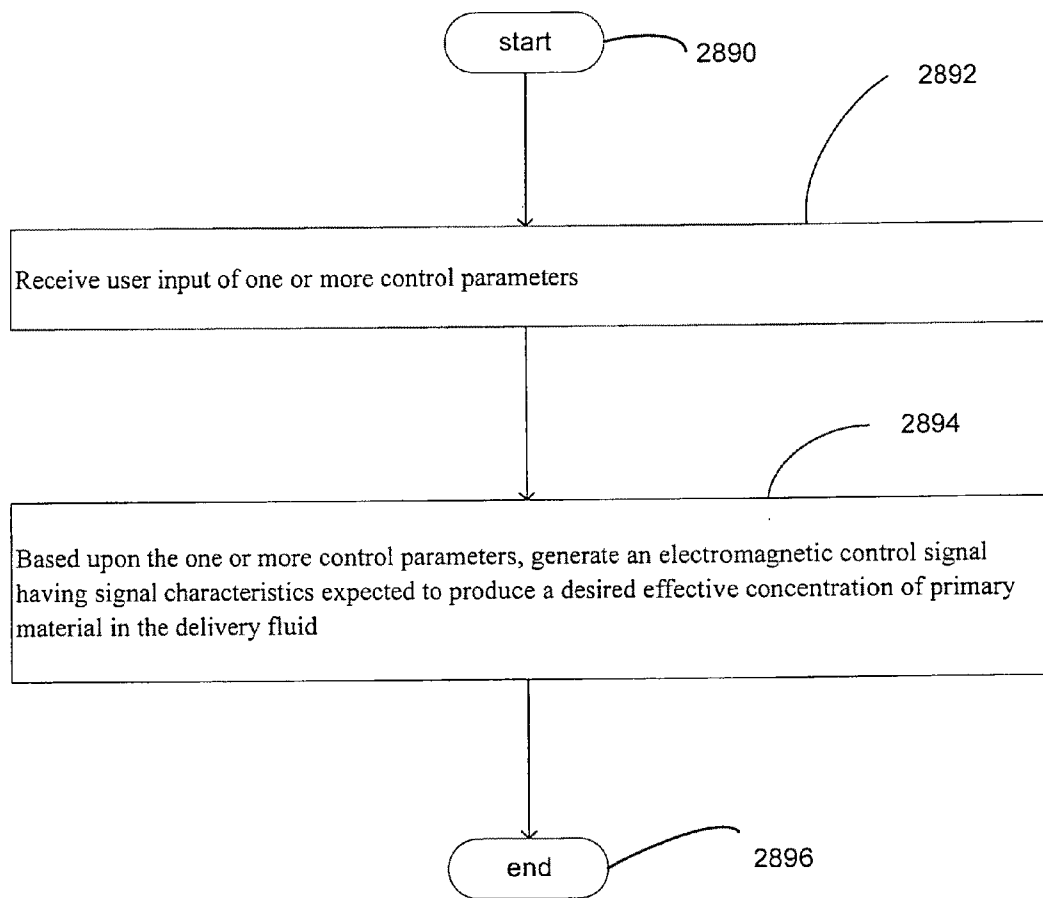 start
2890
2892
Receive user input of one or more control parameters
2894
Based upon the one or more control parameters, generate an electromagnetic control signal
having signal characteristics expected to produce a desired effective concentration of primary
material in the delivery fluid
end
2896